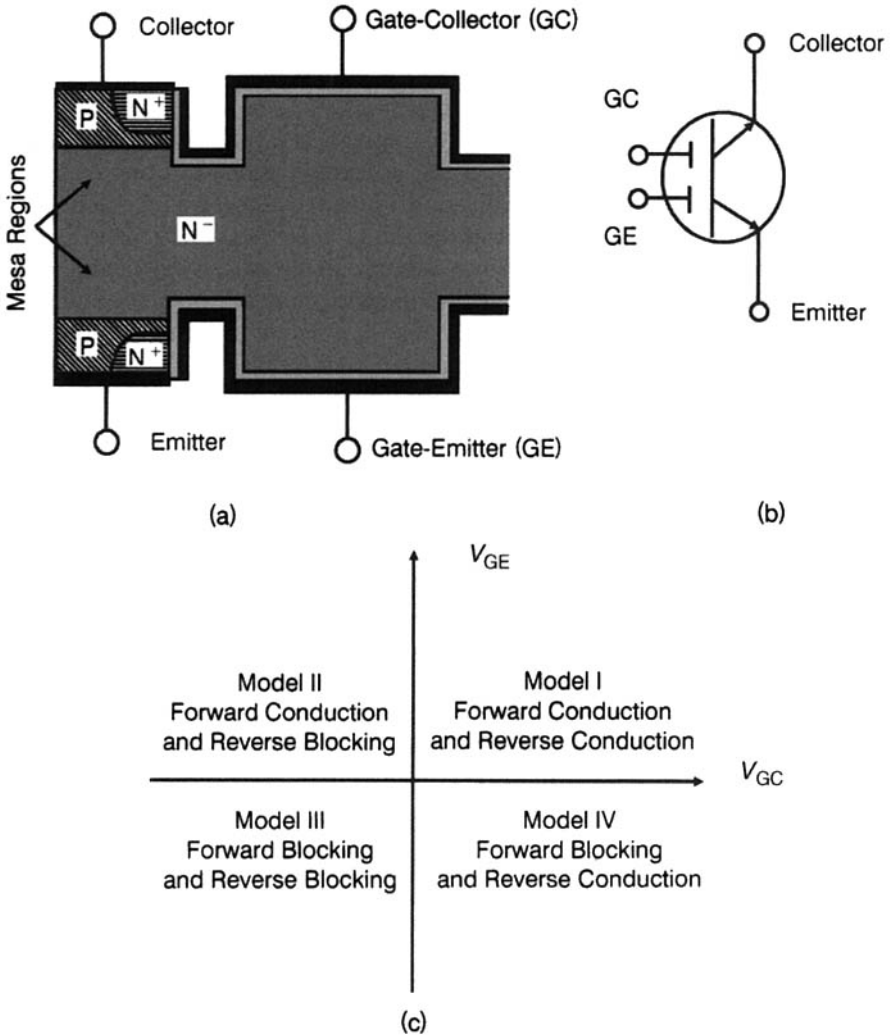 Collector
Gate-Collector (GC)
P
N+
Mesa Regions
N−
P
N+
Emitter
Gate-Emitter (GE)
(a)
Collector
GC
GE
Emitter
(b)
VGE
Model II
Forward Conduction
and Reverse Blocking
Model I
Forward Conduction
and Reverse Conduction
VGC
Model III
Forward Blocking
and Reverse Blocking
Model IV
Forward Blocking
and Reverse Conduction
(c)